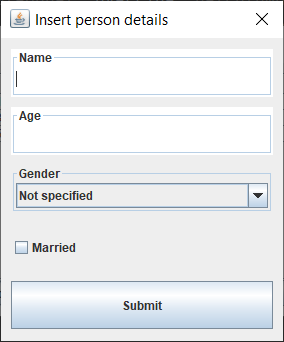 Insert person details
Name
Age
Gender
Not specified
Married
Submit